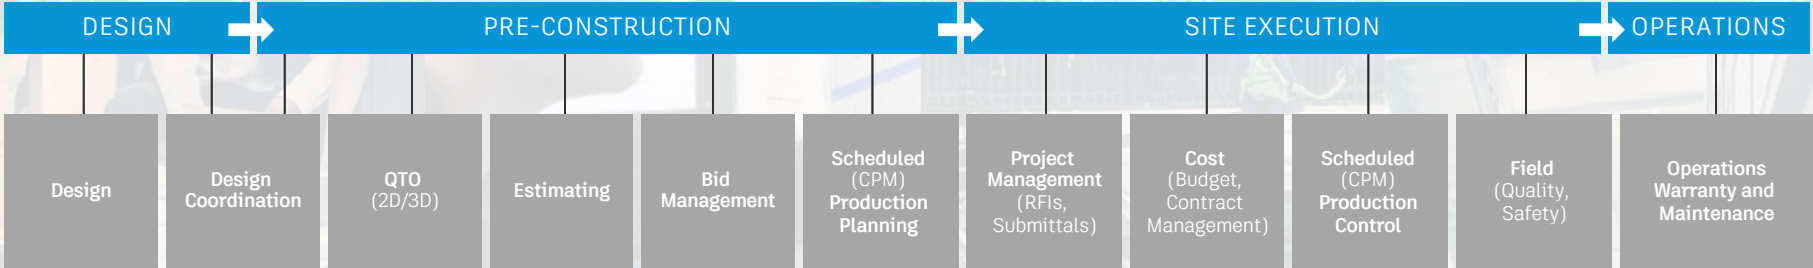 DESIGN
PRE-CONSTRUCTION
SITE EXECUTION
OPERATIONS
Design
Design
Coordination
QTO
(2D/3D)
Estimating
Bid
Management
Scheduled
(CPM)
Production
Planning
Project
Management
(RFIs,
Submittals)
Cost
(Budget,
Contract
Management)
Scheduled
(CPM)
Production
Control
Field
(Quality,
Safety)
Operations
Warranty and
Maintenance